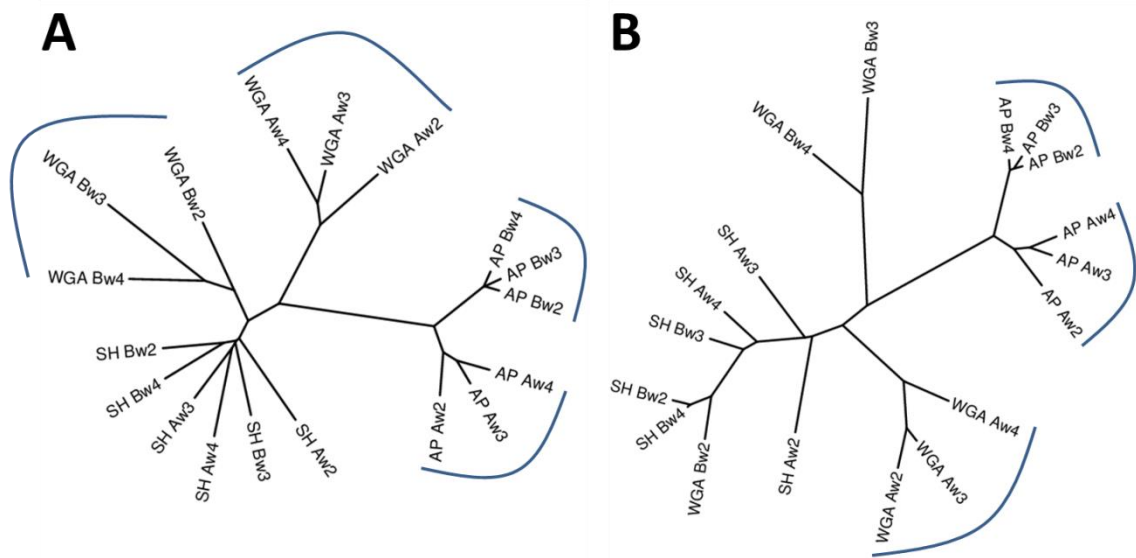 A
WGA Aw4
WGA Aw3
WGA Aw2
WGA Bw3
WGA Bw2
WGA Bw4
AP Bw4
AP Bw3
AP Bw2
AP Aw4
AP Aw3
AP Aw2
SH Bw2
SH Bw4
SH Aw3
SH Aw4
SH Bw3
SH Aw2
B
WGA Bw3
WGA Bw4
AP Bw4
AP Bw3
AP Bw2
AP Aw4
AP Aw3
AP Aw2
SH Aw3
SH Aw4
SH Bw3
SH Bw2
SH Bw4
WGA Bw2
SH Aw2
WGA Aw4
WGA Aw3
WGA Aw2